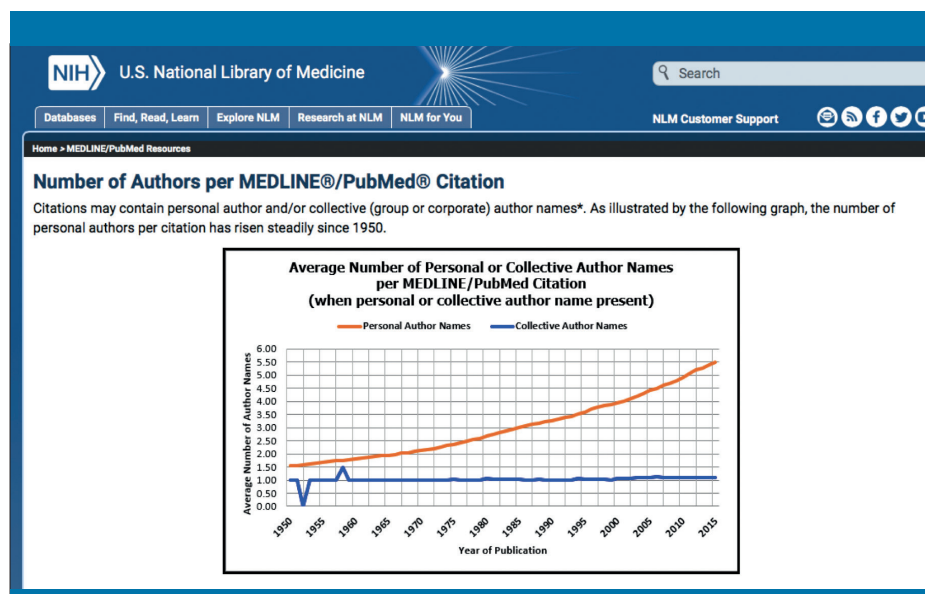 NIH U.S. National Library of Medicine
Search
Databases Find, Read, Learn Explore NLM Research at NLM NLM for You
NLM Customer Support
Home > MEDLINE/PubMed Resources
Number of Authors per MEDLINE®/PubMed® Citation
Citations may contain personal author and/or collective (group or corporate) author names*. As illustrated by the following graph, the number of
personal authors per citation has risen steadily since 1950.
Average Number of Personal or Collective Author Names
per MEDLINE/PubMed Citation
(when personal or collective author name present)
Personal Author Names Collective Author Names
Average Number of Author Names
6.00
5.50
5.00
4.50
4.00
3.50
3.00
2.50
2.00
1.50
1.00
0.50
0.00
1950 1955 1960 1965 1970 1975 1980 1985 1990 1995 2000 2005 2010 2015
Year of Publication